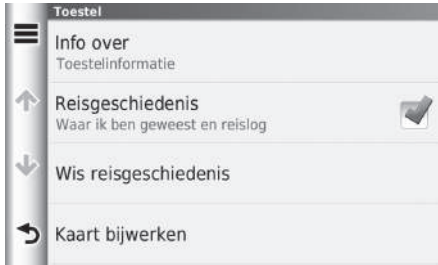 Toestel
Info over
Toestelinformatie
Reisgeschiedenis
Waar ik ben geweest en reislog
Wis reisgeschiedenis
Kaart bijwerken